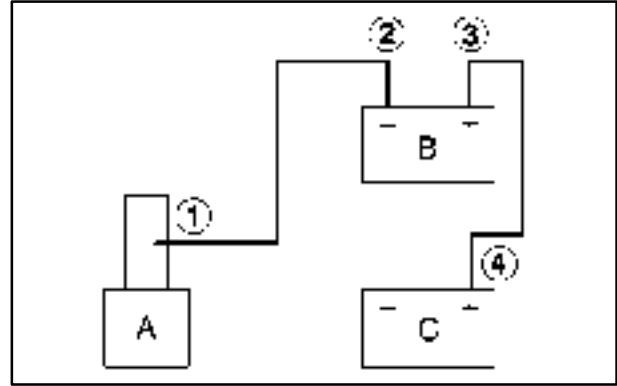 ② ③
− +
B
①
④
− +
A C